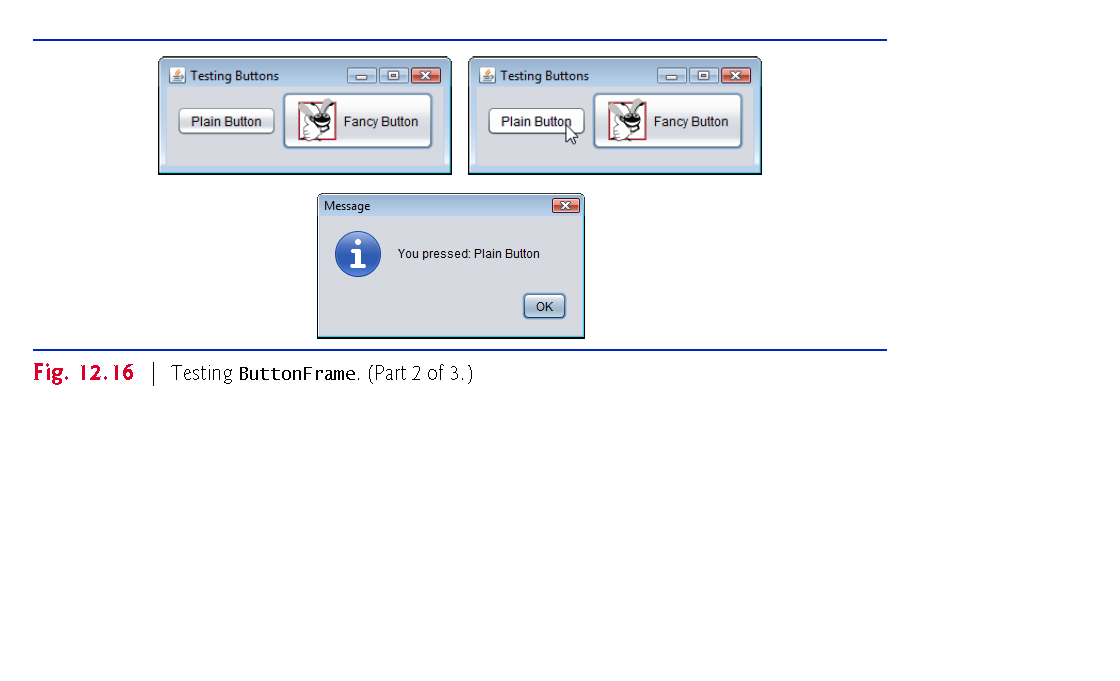 Testing Buttons
Plain Button
Fancy Button
Testing Buttons
Plain Button
Fancy Button
Message
You pressed: Plain Button
OK
Fig. 12.16 | Testing ButtonFrame. (Part 2 of 3.)